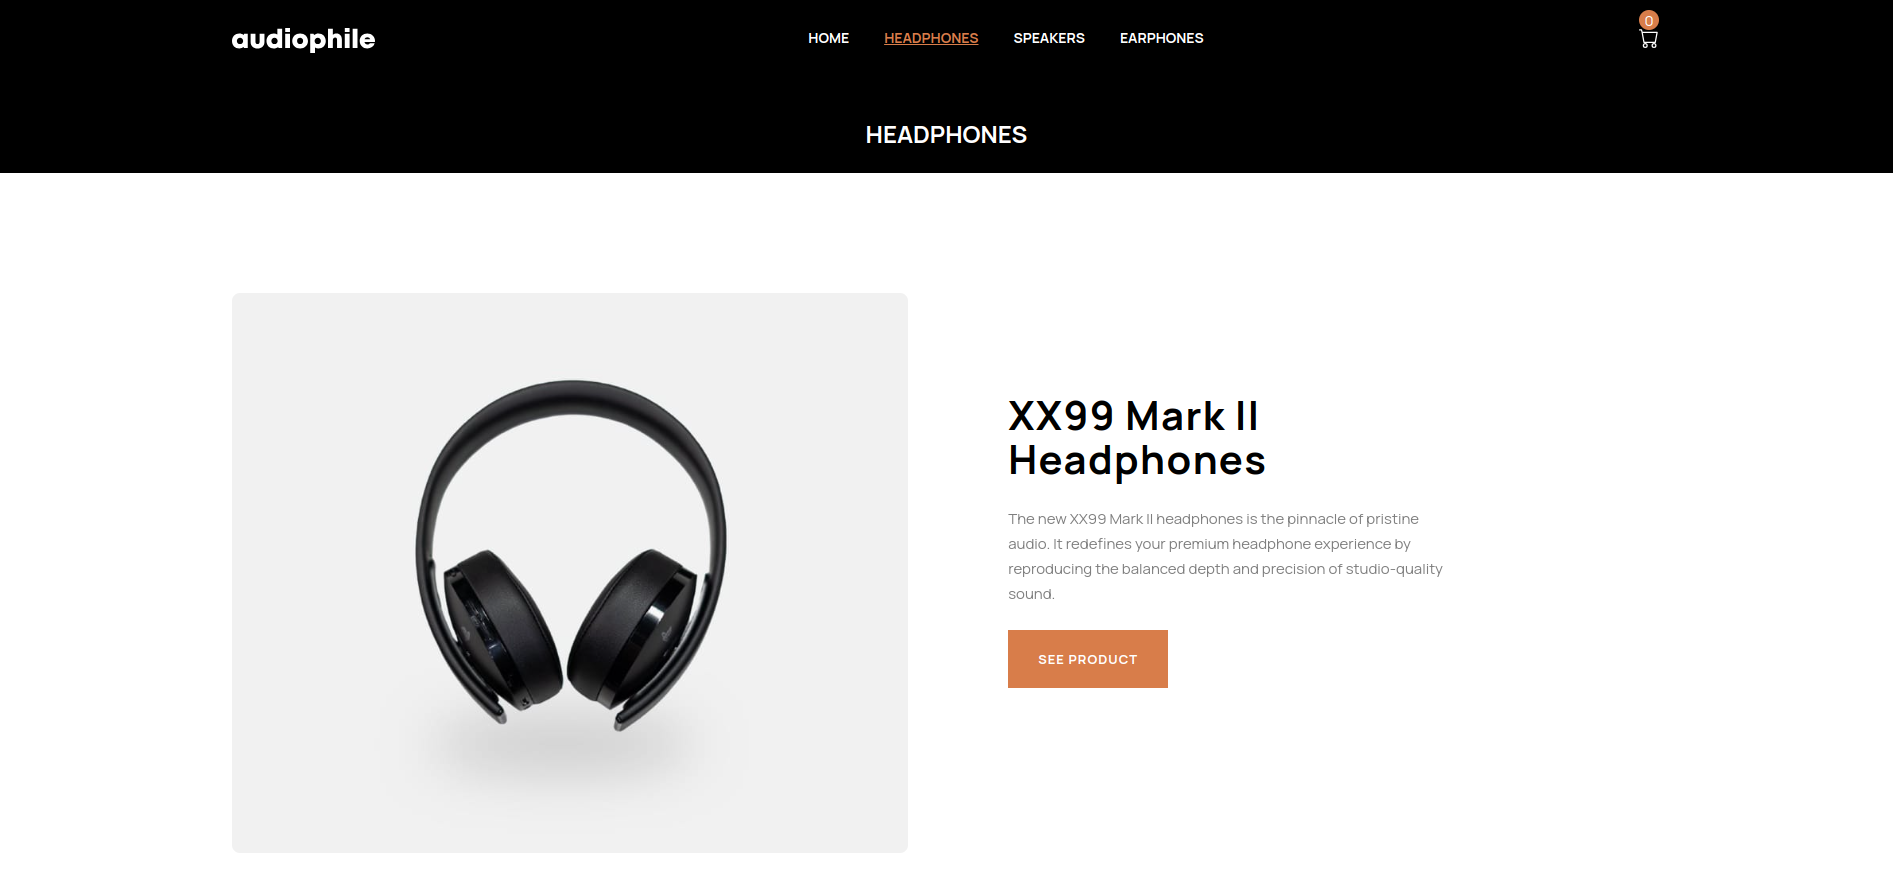 audiophile
HOME HEADPHONES SPEAKERS EARPHONES
0
HEADPHONES
XX99 Mark II
Headphones
The new XX99 Mark II headphones is the pinnacle of pristine
audio. It redefines your premium headphone experience by
reproducing the balanced depth and precision of studio-quality
sound.
SEE PRODUCT